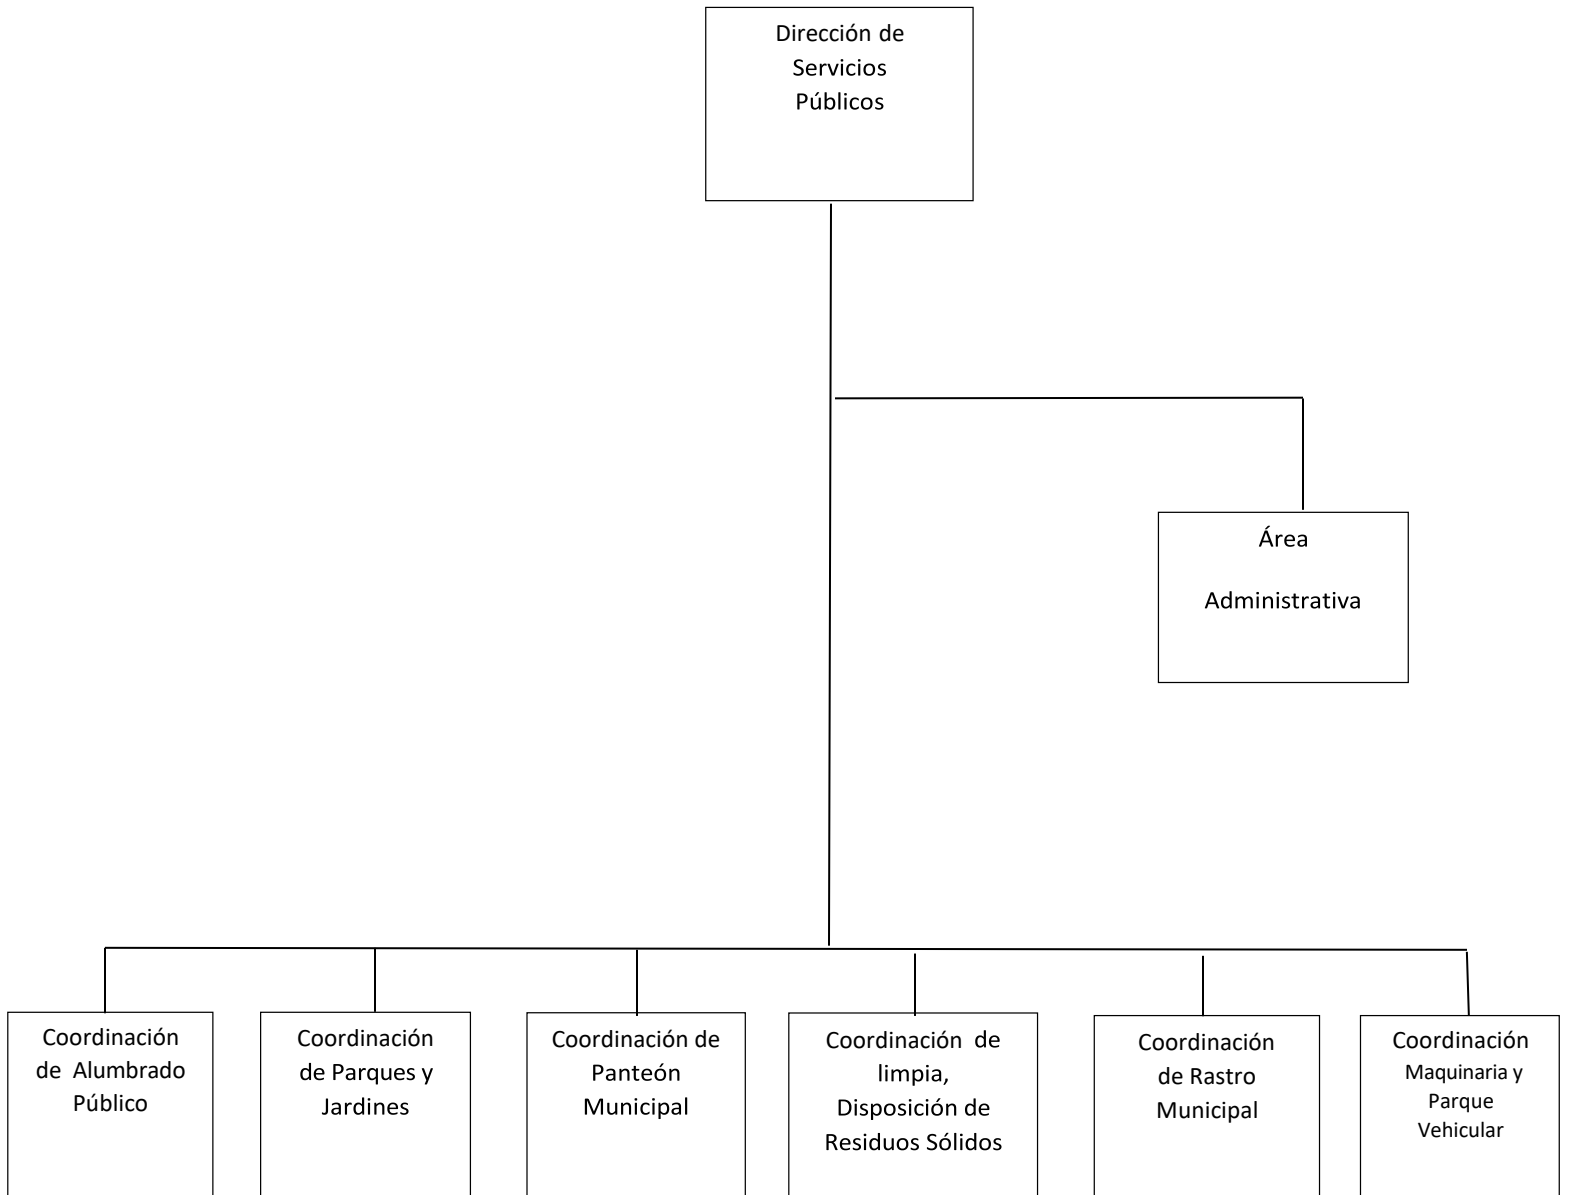 Dirección de
Servicios
Públicos
Área
Administrativa
Coordinación
de Alumbrado
Público
Coordinación
de Parques y
Jardines
Coordinación de
Panteón
Municipal
Coordinación de
limpia,
Disposición de
Residuos Sólidos
Coordinación
de Rastro
Municipal
Coordinación
Maquinaria y
Parque
Vehicular